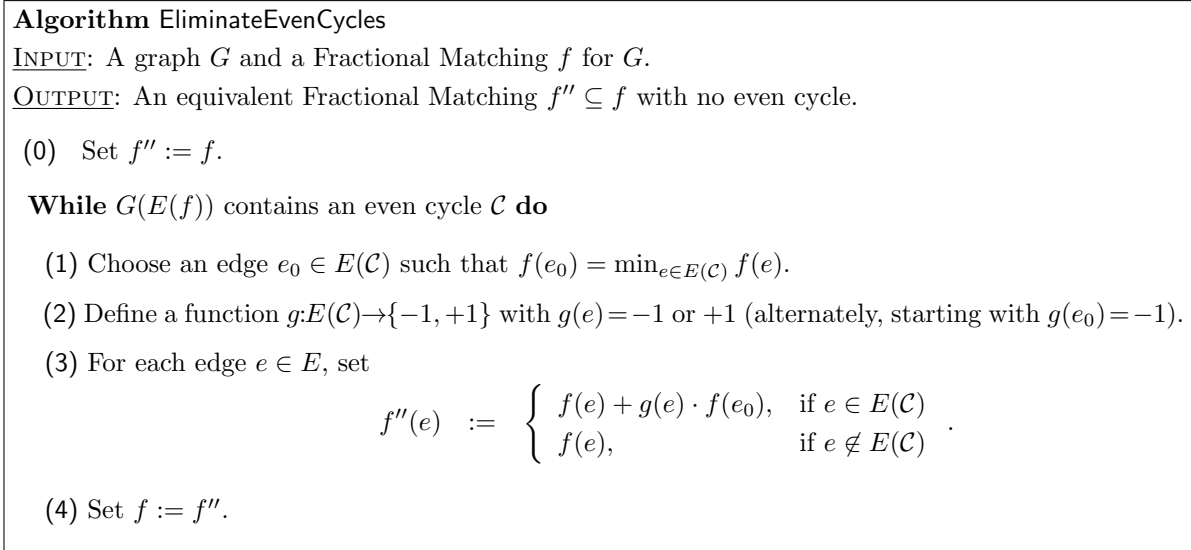 Algorithm EliminateEvenCycles
INPUT: A graph G and a Fractional Matching f for G.
OUTPUT: An equivalent Fractional Matching f′′ ⊆ f with no even cycle.
(0) Set f′′ := f.
While G(E(f)) contains an even cycle 𝒞 do
(1) Choose an edge e₀ ∈ E(𝒞) such that f(e₀) = min_{e∈E(𝒞)} f(e).
(2) Define a function g:E(𝒞)→{−1, +1} with g(e)=−1 or +1 (alternately, starting with g(e₀)=−1).
(3) For each edge e ∈ E, set
f′′(e) := { f(e) + g(e) · f(e₀), if e ∈ E(𝒞)
f(e), if e ∉ E(𝒞) .
(4) Set f := f′′.